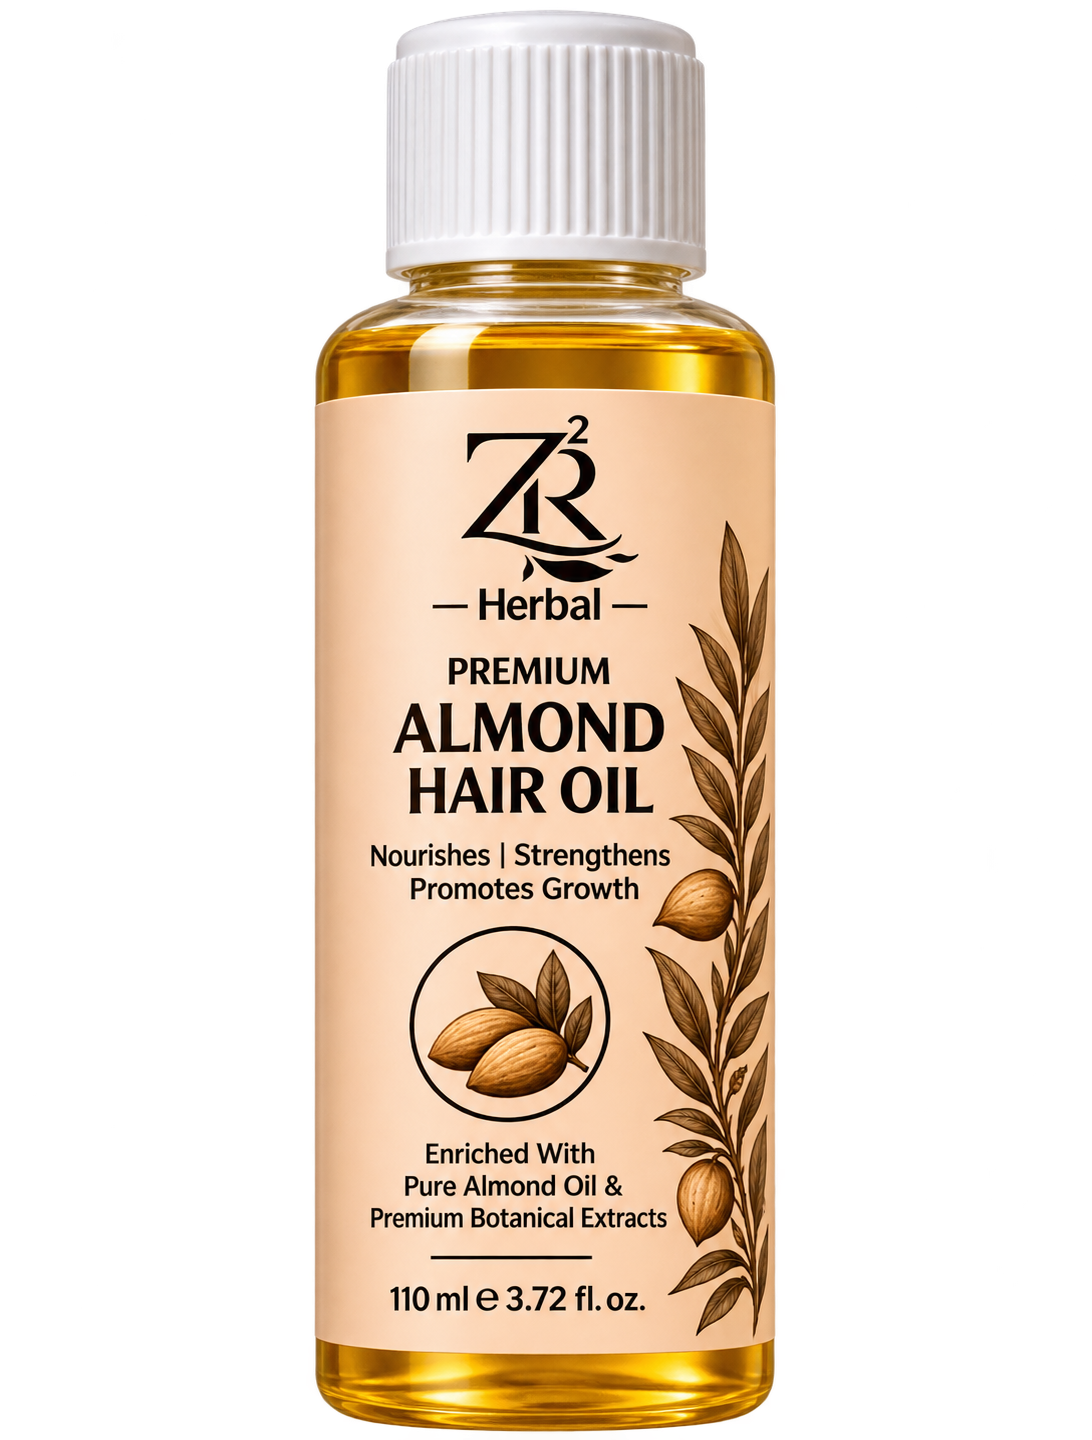 ZR²
Herbal
PREMIUM
ALMOND
HAIR OIL
Nourishes | Strengthens
Promotes Growth
Enriched With
Pure Almond Oil &
Premium Botanical Extracts
110 ml ℮ 3.72 fl. oz.